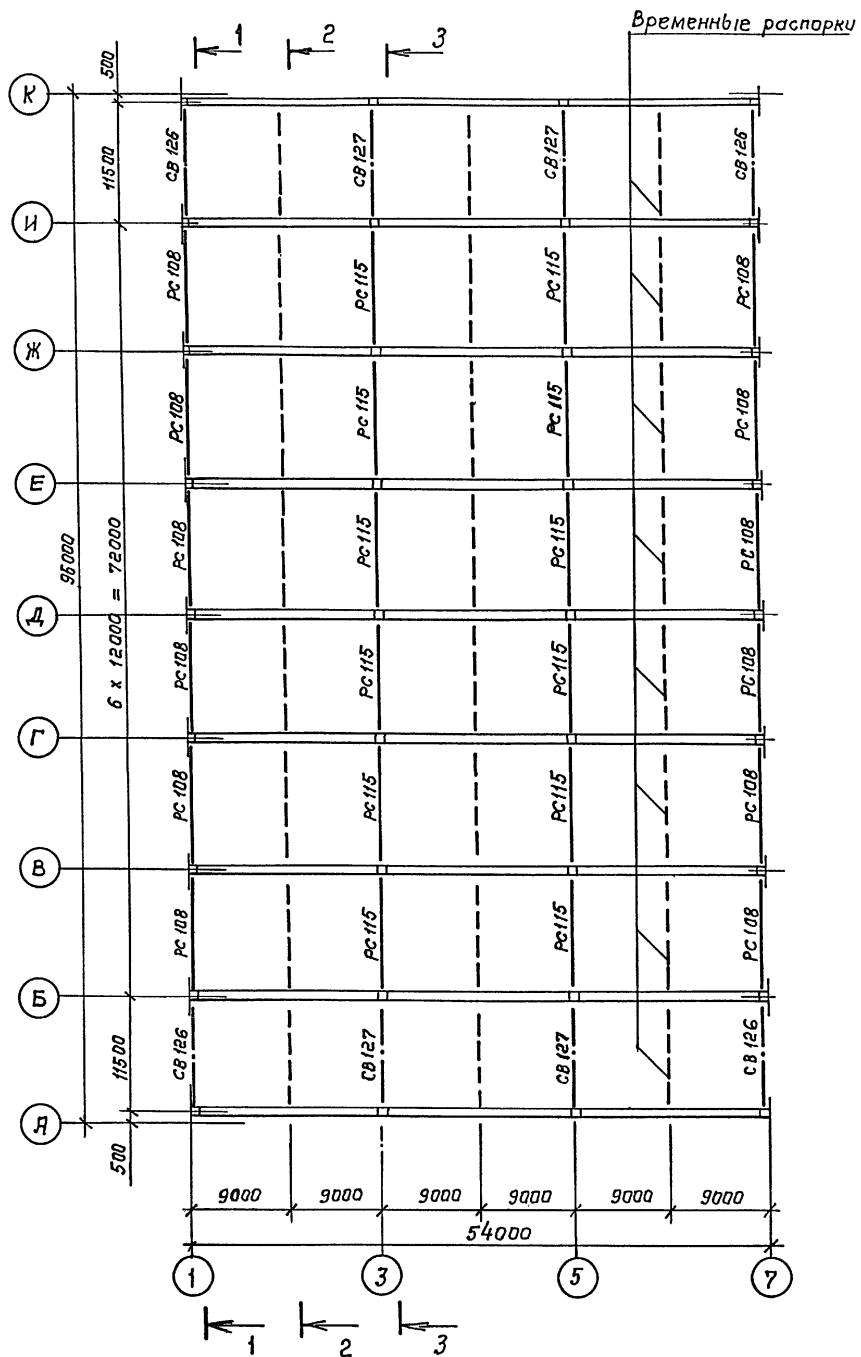 Временные распорки
1 2 3
500
К
11500
СВ 126 СВ 127 СВ 127 СВ 126
И
РС 108 РС 115 РС 115 РС 108
Ж
РС 108 РС 115 РС 115 РС 108
Е
96000
6 x 12000 = 72000
РС 108 РС 115 РС 115 РС 108
Д
РС 108 РС 115 РС 115 РС 108
Г
РС 108 РС 115 РС 115 РС 108
В
РС 108 РС 115 РС 115 РС 108
Б
11500
СВ 126 СВ 127 СВ 127 СВ 126
А
500
9000 9000 9000 9000 9000 9000
54000
1 3 5 7
1 2 3